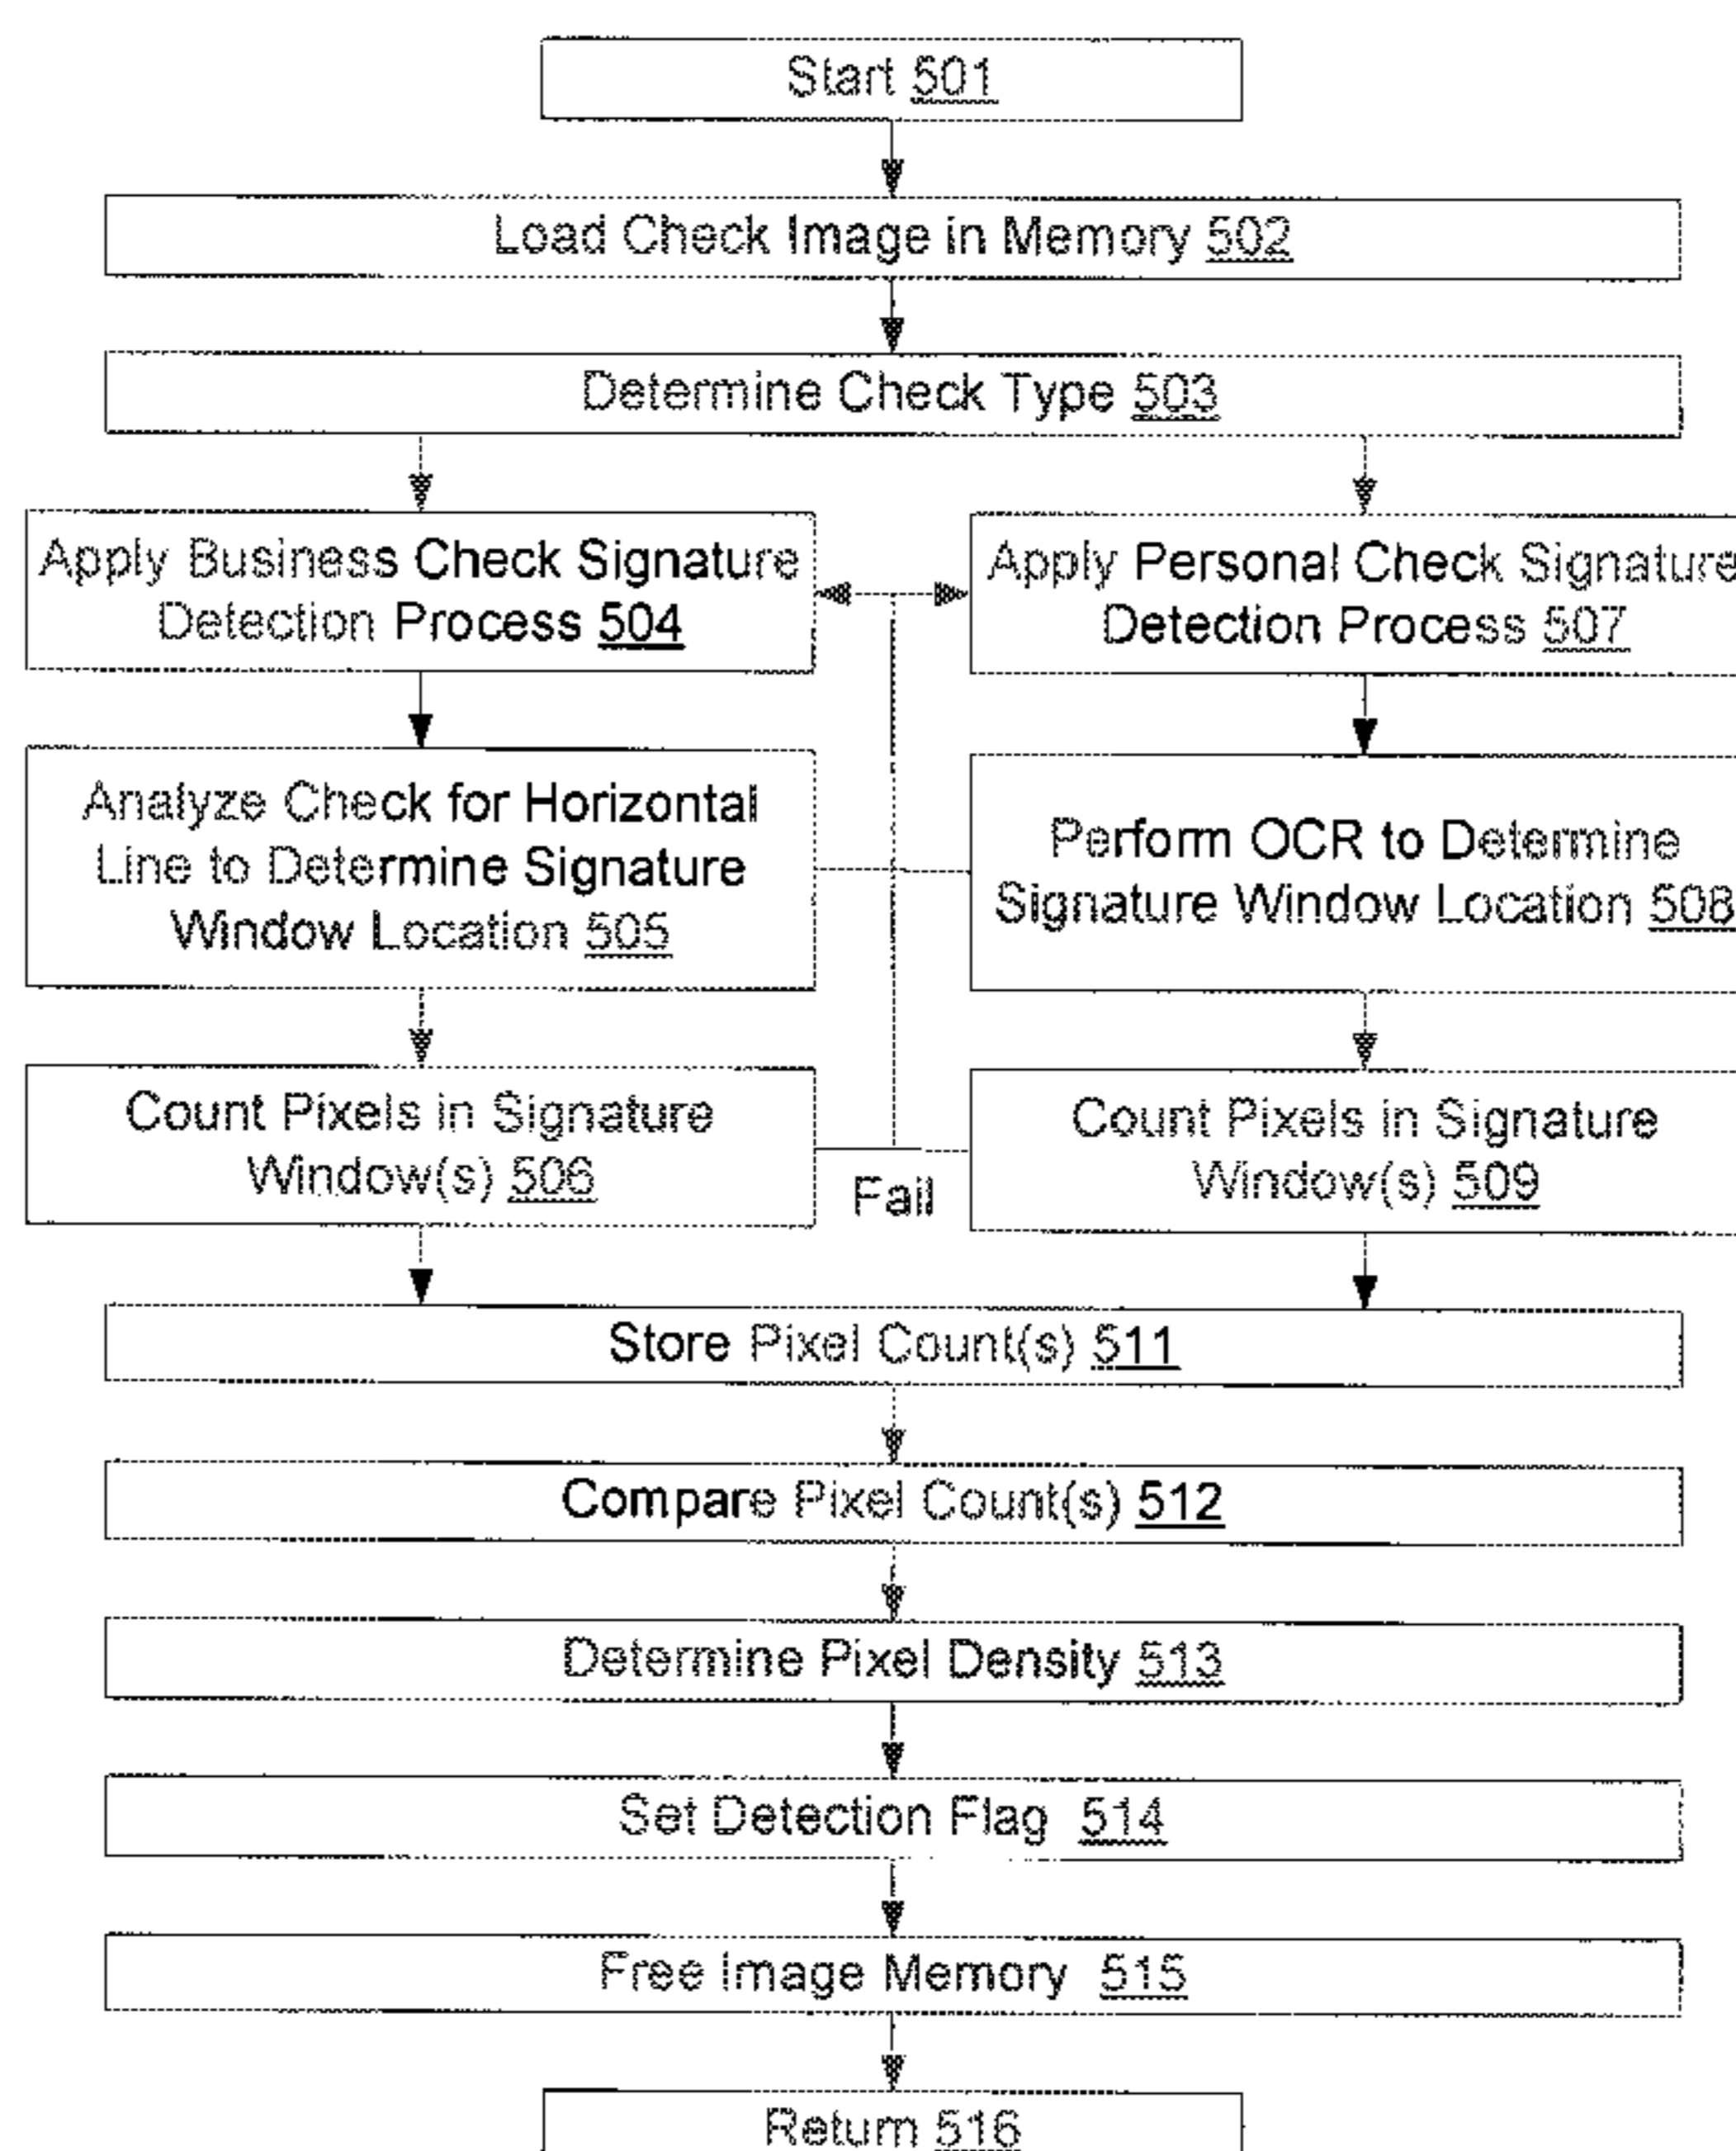 Start 501
Load Check Image in Memory 502
Determine Check Type 503
Apply Business Check Signature
Detection Process 504
Apply Personal Check Signature
Detection Process 507
Analyze Check for Horizontal
Line to Determine Signature
Window Location 505
Perform OCR to Determine
Signature Window Location 508
Count Pixels in Signature
Window(s) 506
Fail
Count Pixels in Signature
Window(s) 509
Store Pixel Count(s) 511
Compare Pixel Count(s) 512
Determine Pixel Density 513
Set Detection Flag 514
Free Image Memory 515
Return 516